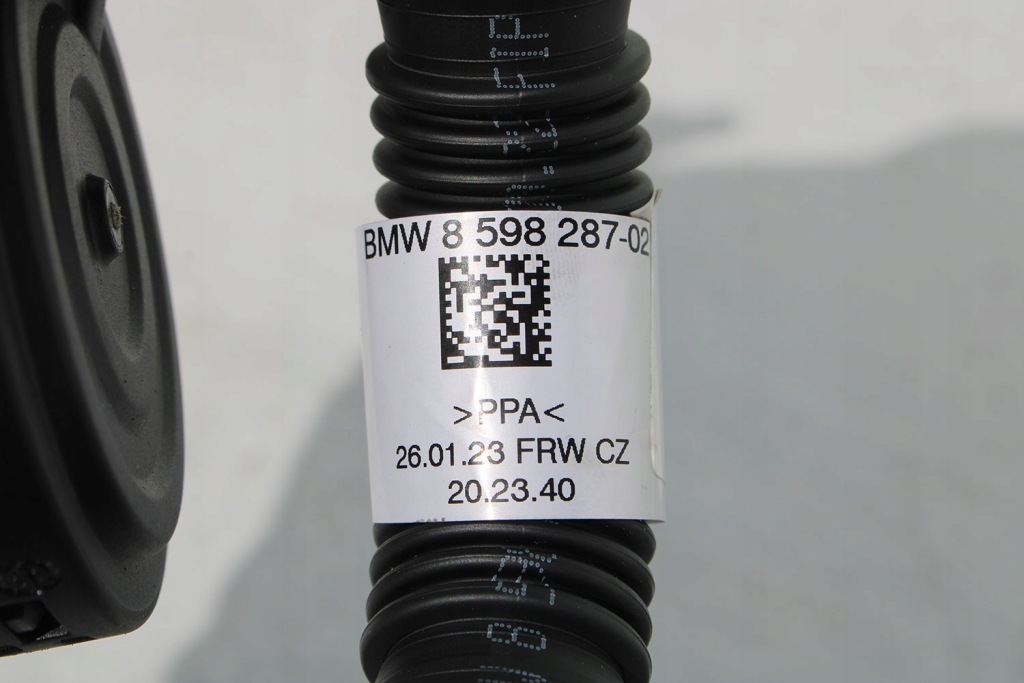 BMW 8 598 287-02
>PPA<
26.01.23 FRW CZ
20.23.40